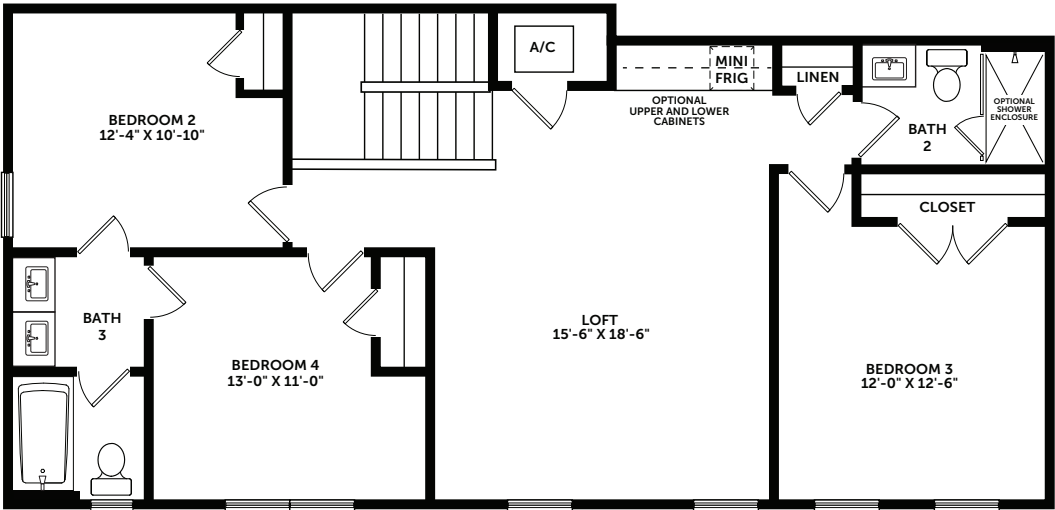 A/C
MINI
FRIG
LINEN
OPTIONAL
UPPER AND LOWER
CABINETS
OPTIONAL
SHOWER
ENCLOSURE
BATH
2
BEDROOM 2
12'-4" X 10'-10"
CLOSET
BATH
3
LOFT
15'-6" X 18'-6"
BEDROOM 4
13'-0" X 11'-0"
BEDROOM 3
12'-0" X 12'-6"